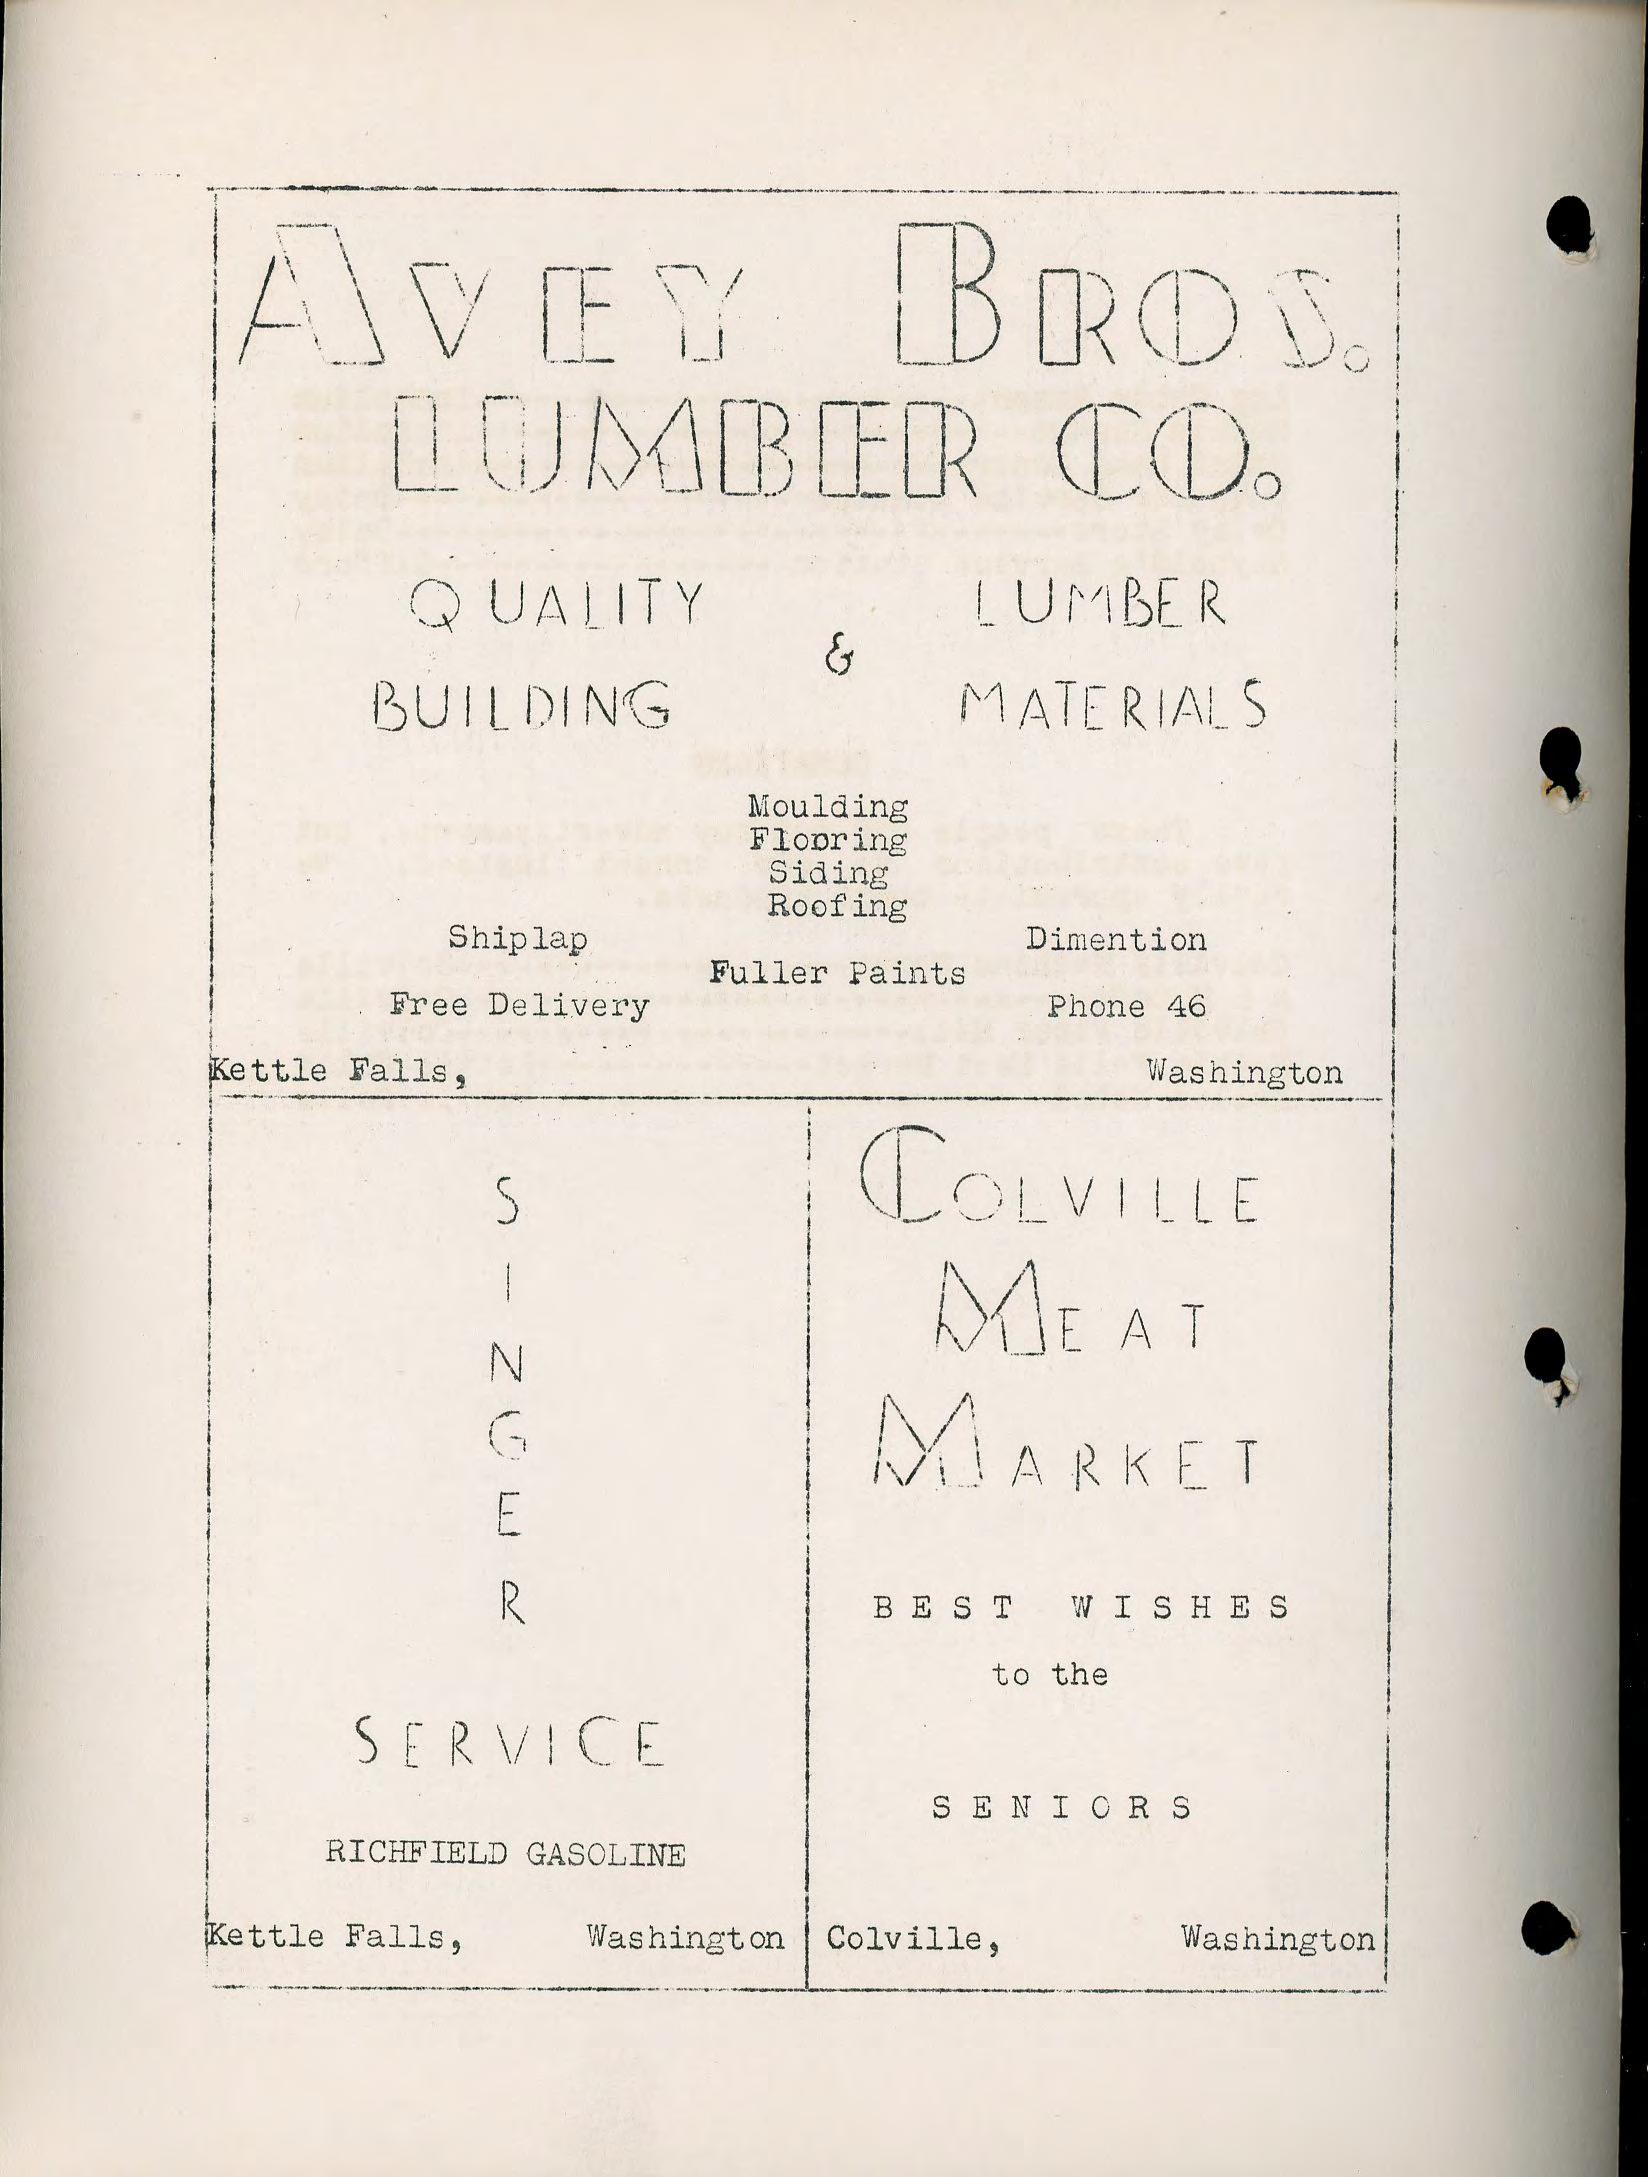 AVEY BROS.
LUMBER CO.
QUALITY LUMBER
&
BUILDING MATERIALS
Moulding
Flooring
Siding
Roofing
Shiplap Dimention
Fuller Paints
Free Delivery Phone 46
Kettle Falls, Washington
S
I
N
G
E
R
SERVICE
RICHFIELD GASOLINE
Kettle Falls, Washington
COLVILLE
MEAT
MARKET
BEST WISHES
to the
SENIORS
Colville, Washington